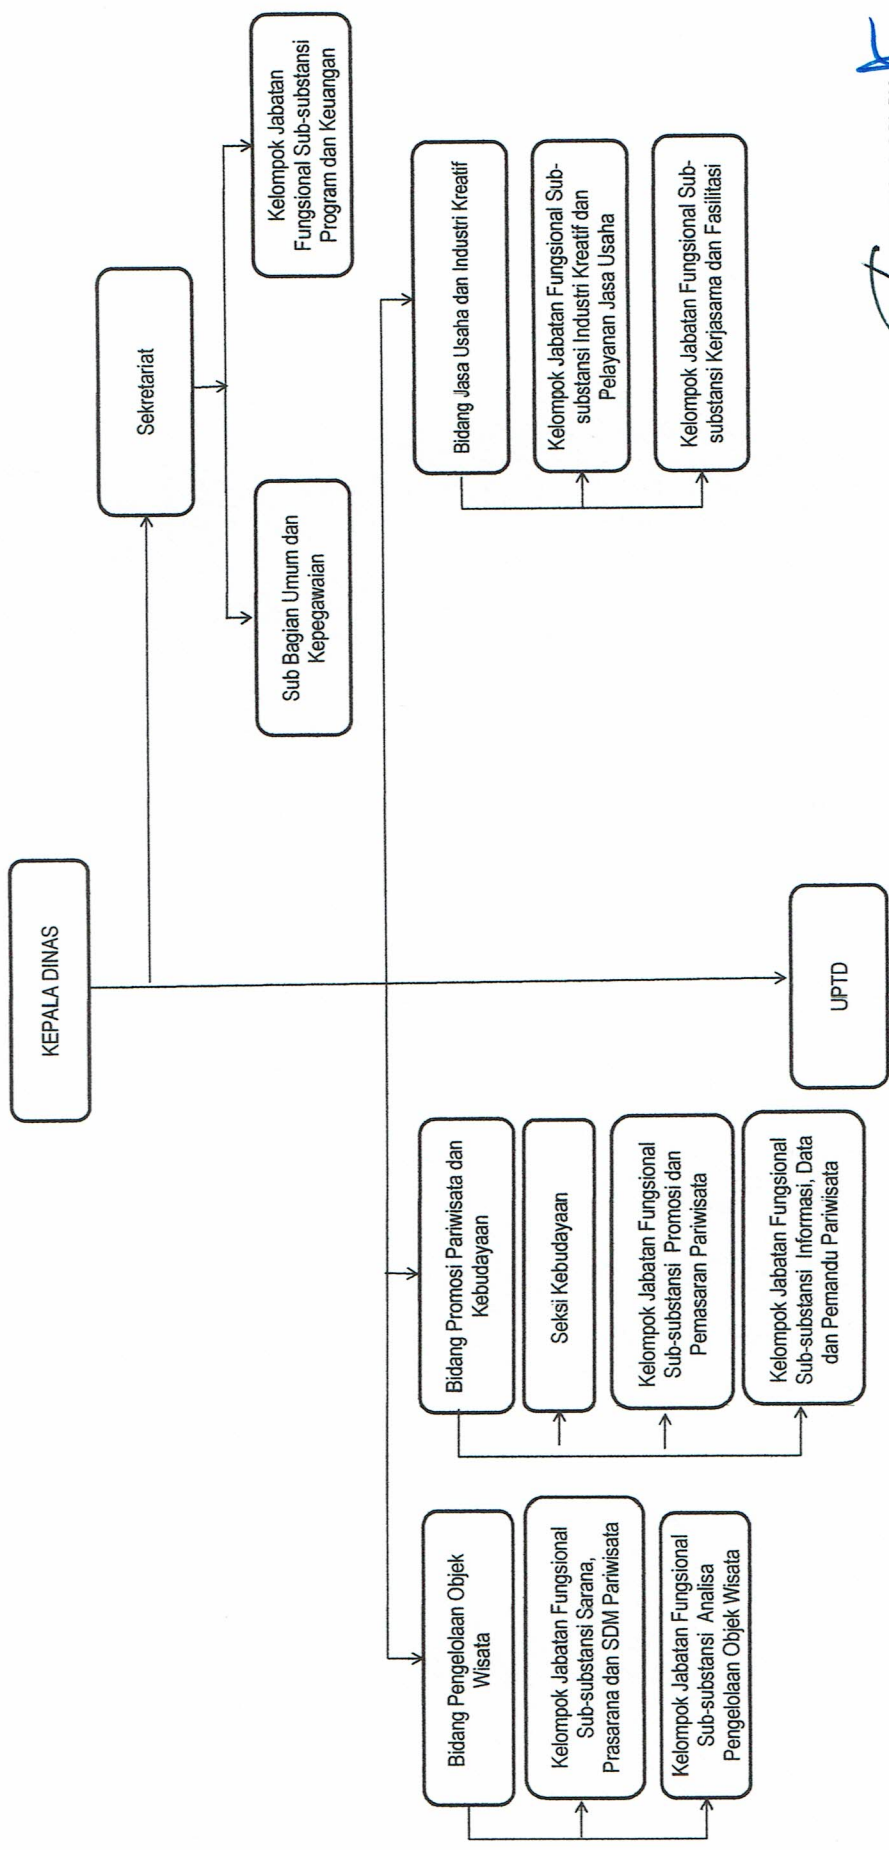 KEPALA DINAS
Sekretariat
Sub Bagian Umum dan
Kepegawaian
Kelompok Jabatan
Fungsional Sub-substansi
Program dan Keuangan
Bidang Pengelolaan Objek
Wisata
Kelompok Jabatan Fungsional
Sub-substansi Sarana,
Prasarana dan SDM Pariwisata
Kelompok Jabatan Fungsional
Sub-substansi Analisa
Pengelolaan Objek Wisata
Bidang Promosi Pariwisata dan
Kebudayaan
Seksi Kebudayaan
Kelompok Jabatan Fungsional
Sub-substansi Promosi dan
Pemasaran Pariwisata
Kelompok Jabatan Fungsional
Sub-substansi Informasi, Data
dan Pemandu Pariwisata
Bidang Jasa Usaha dan Industri Kreatif
Kelompok Jabatan Fungsional Sub-
substansi Industri Kreatif dan
Pelayanan Jasa Usaha
Kelompok Jabatan Fungsional Sub-
substansi Kerjasama dan Fasilitasi
UPTD